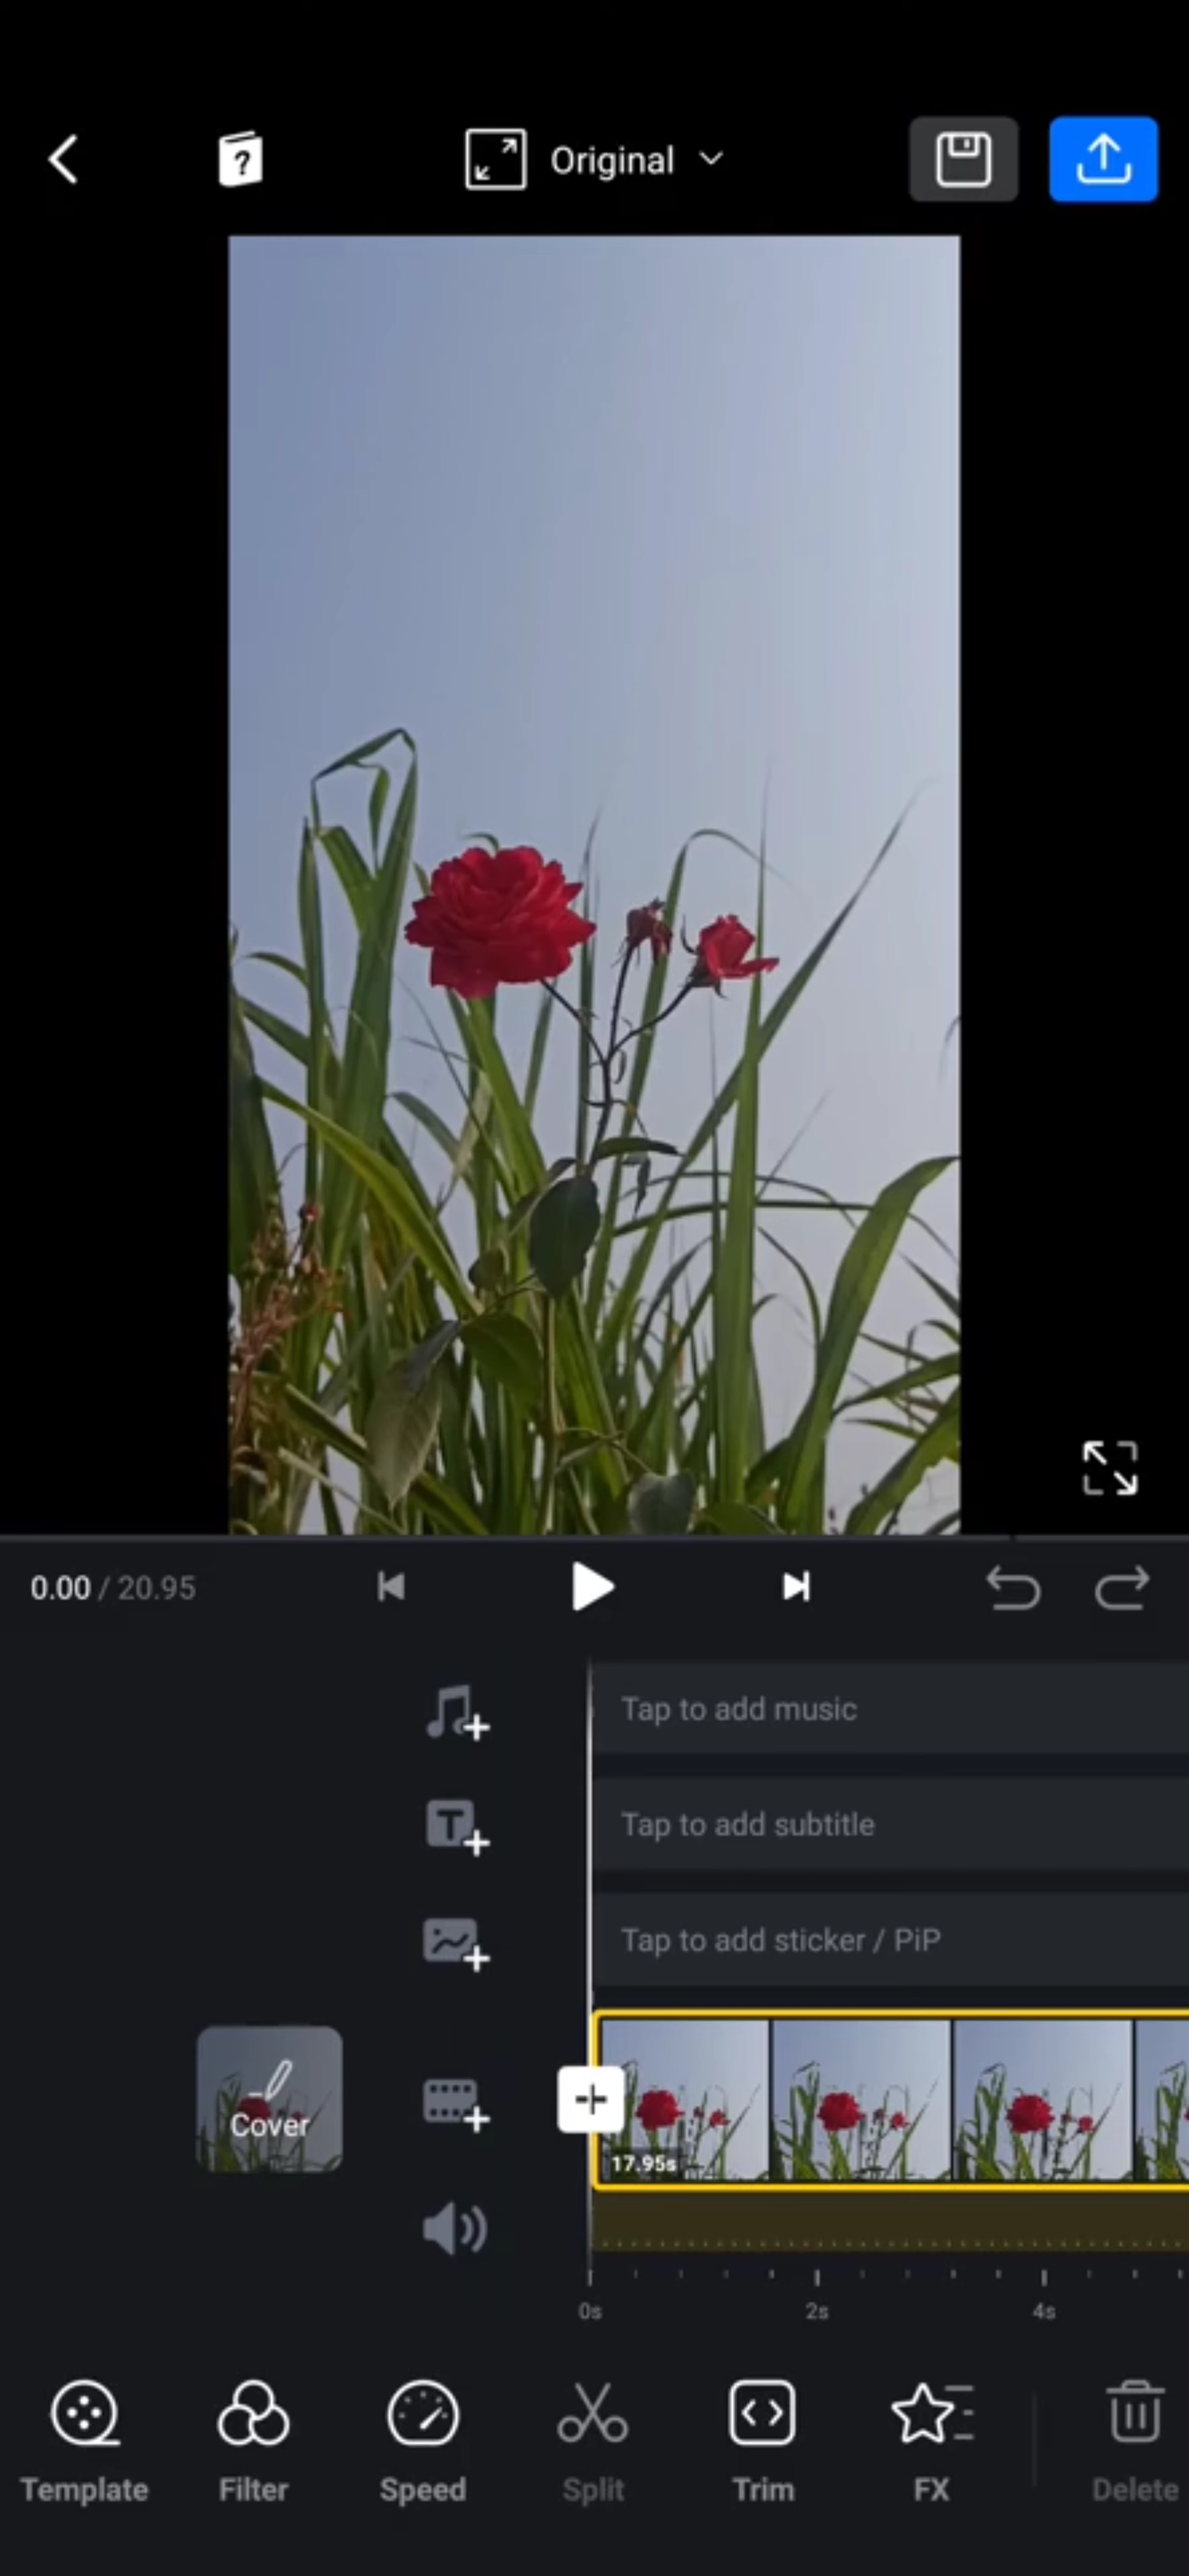 Original
0.00 / 20.95
Tap to add music
Tap to add subtitle
Tap to add sticker / PiP
Cover
17.95s
0s 2s 4s
Template Filter Speed Split Trim FX Delete